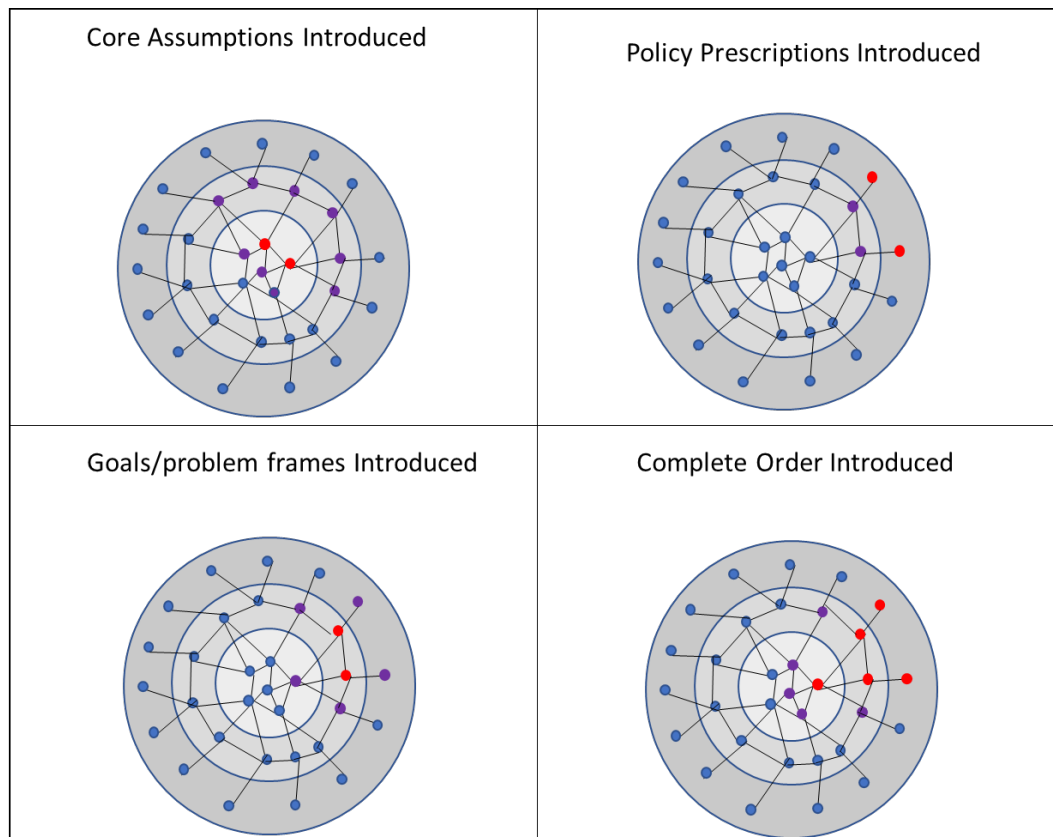 Core Assumptions Introduced
Policy Prescriptions Introduced
Goals/problem frames Introduced
Complete Order Introduced